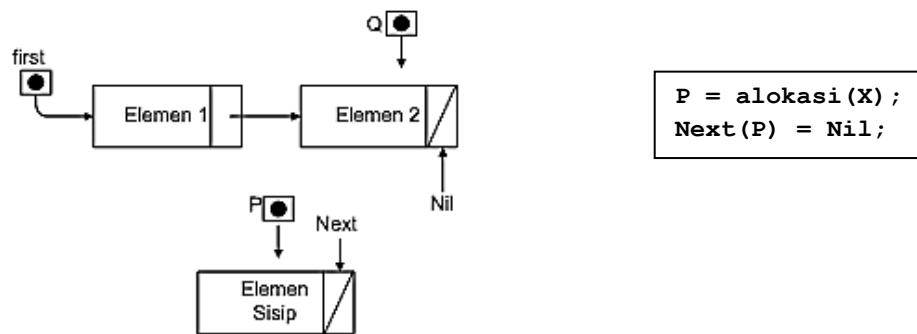 Q
first
Elemen 1
Elemen 2
Nil
P
Next
Elemen
Sisip
P = alokasi(X);
Next(P) = Nil;